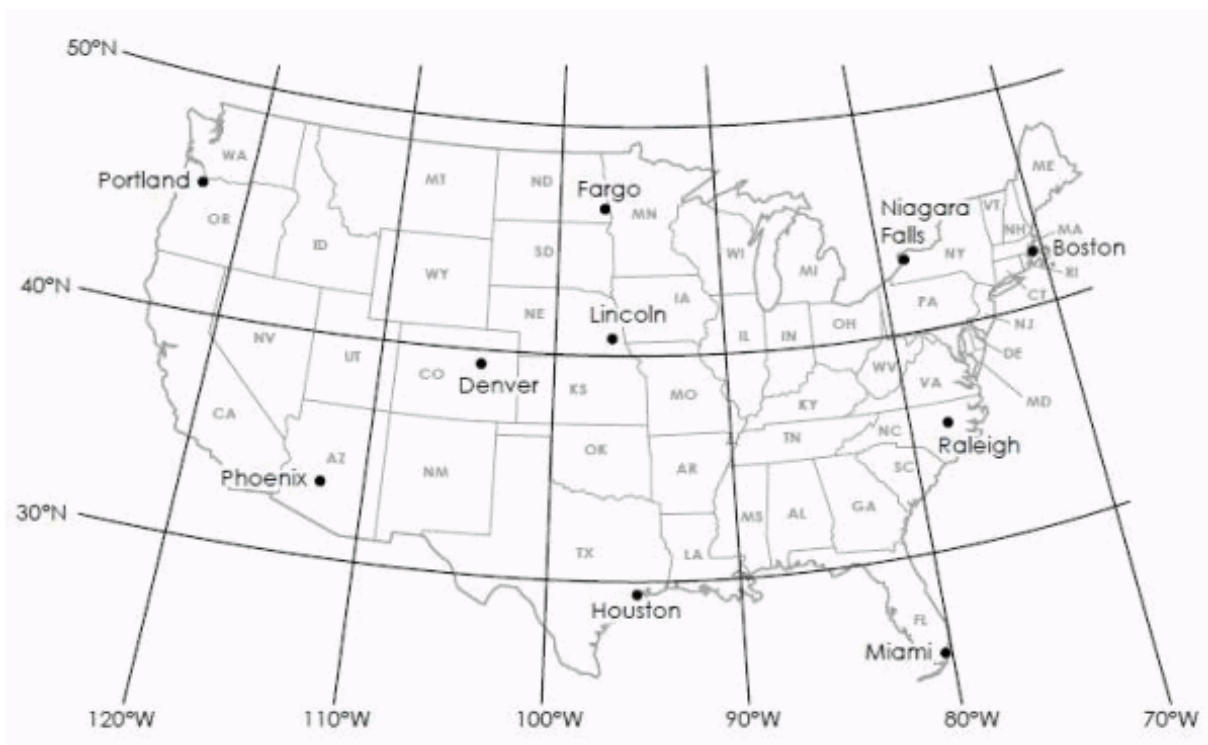 50°N
WA
MT
ND
ME
Portland
Fargo
MN
VT
OR
Niagara
Falls
NH
MA
ID
SD
WI
NY
Boston
WY
MI
RI
40°N
IA
PA
CT
NE
Lincoln
NV
IL
IN
OH
NJ
UT
CO
DE
Denver
KS
WV
VA
CA
MO
KY
MD
TN
NC
AZ
OK
Raleigh
Phoenix
NM
AR
SC
30°N
MS
AL
GA
TX
LA
Houston
FL
Miami
120°W
110°W
100°W
90°W
80°W
70°W